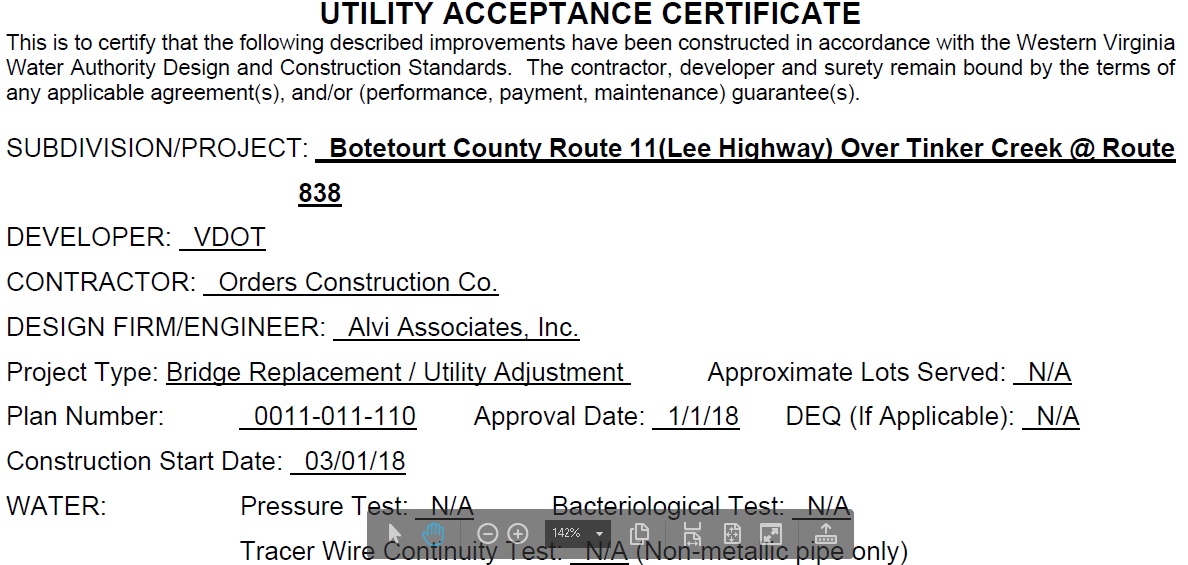 UTILITY ACCEPTANCE CERTIFICATE
This is to certify that the following described improvements have been constructed in accordance with the Western Virginia
Water Authority Design and Construction Standards.  The contractor, developer and surety remain bound by the terms of
any applicable agreement(s), and/or (performance, payment, maintenance) guarantee(s).
SUBDIVISION/PROJECT: Botetourt County Route 11(Lee Highway) Over Tinker Creek @ Route
838
DEVELOPER: VDOT
CONTRACTOR: Orders Construction Co.
DESIGN FIRM/ENGINEER: Alvi Associates, Inc.
Project Type: Bridge Replacement / Utility Adjustment Approximate Lots Served: N/A
Plan Number: 0011-011-110 Approval Date: 1/1/18 DEQ (If Applicable): N/A
Construction Start Date: 03/01/18
WATER: Pressure Test: N/A Bacteriological Test: N/A
142%
Tracer Wire Continuity Test: N/A (Non-metallic pipe only)